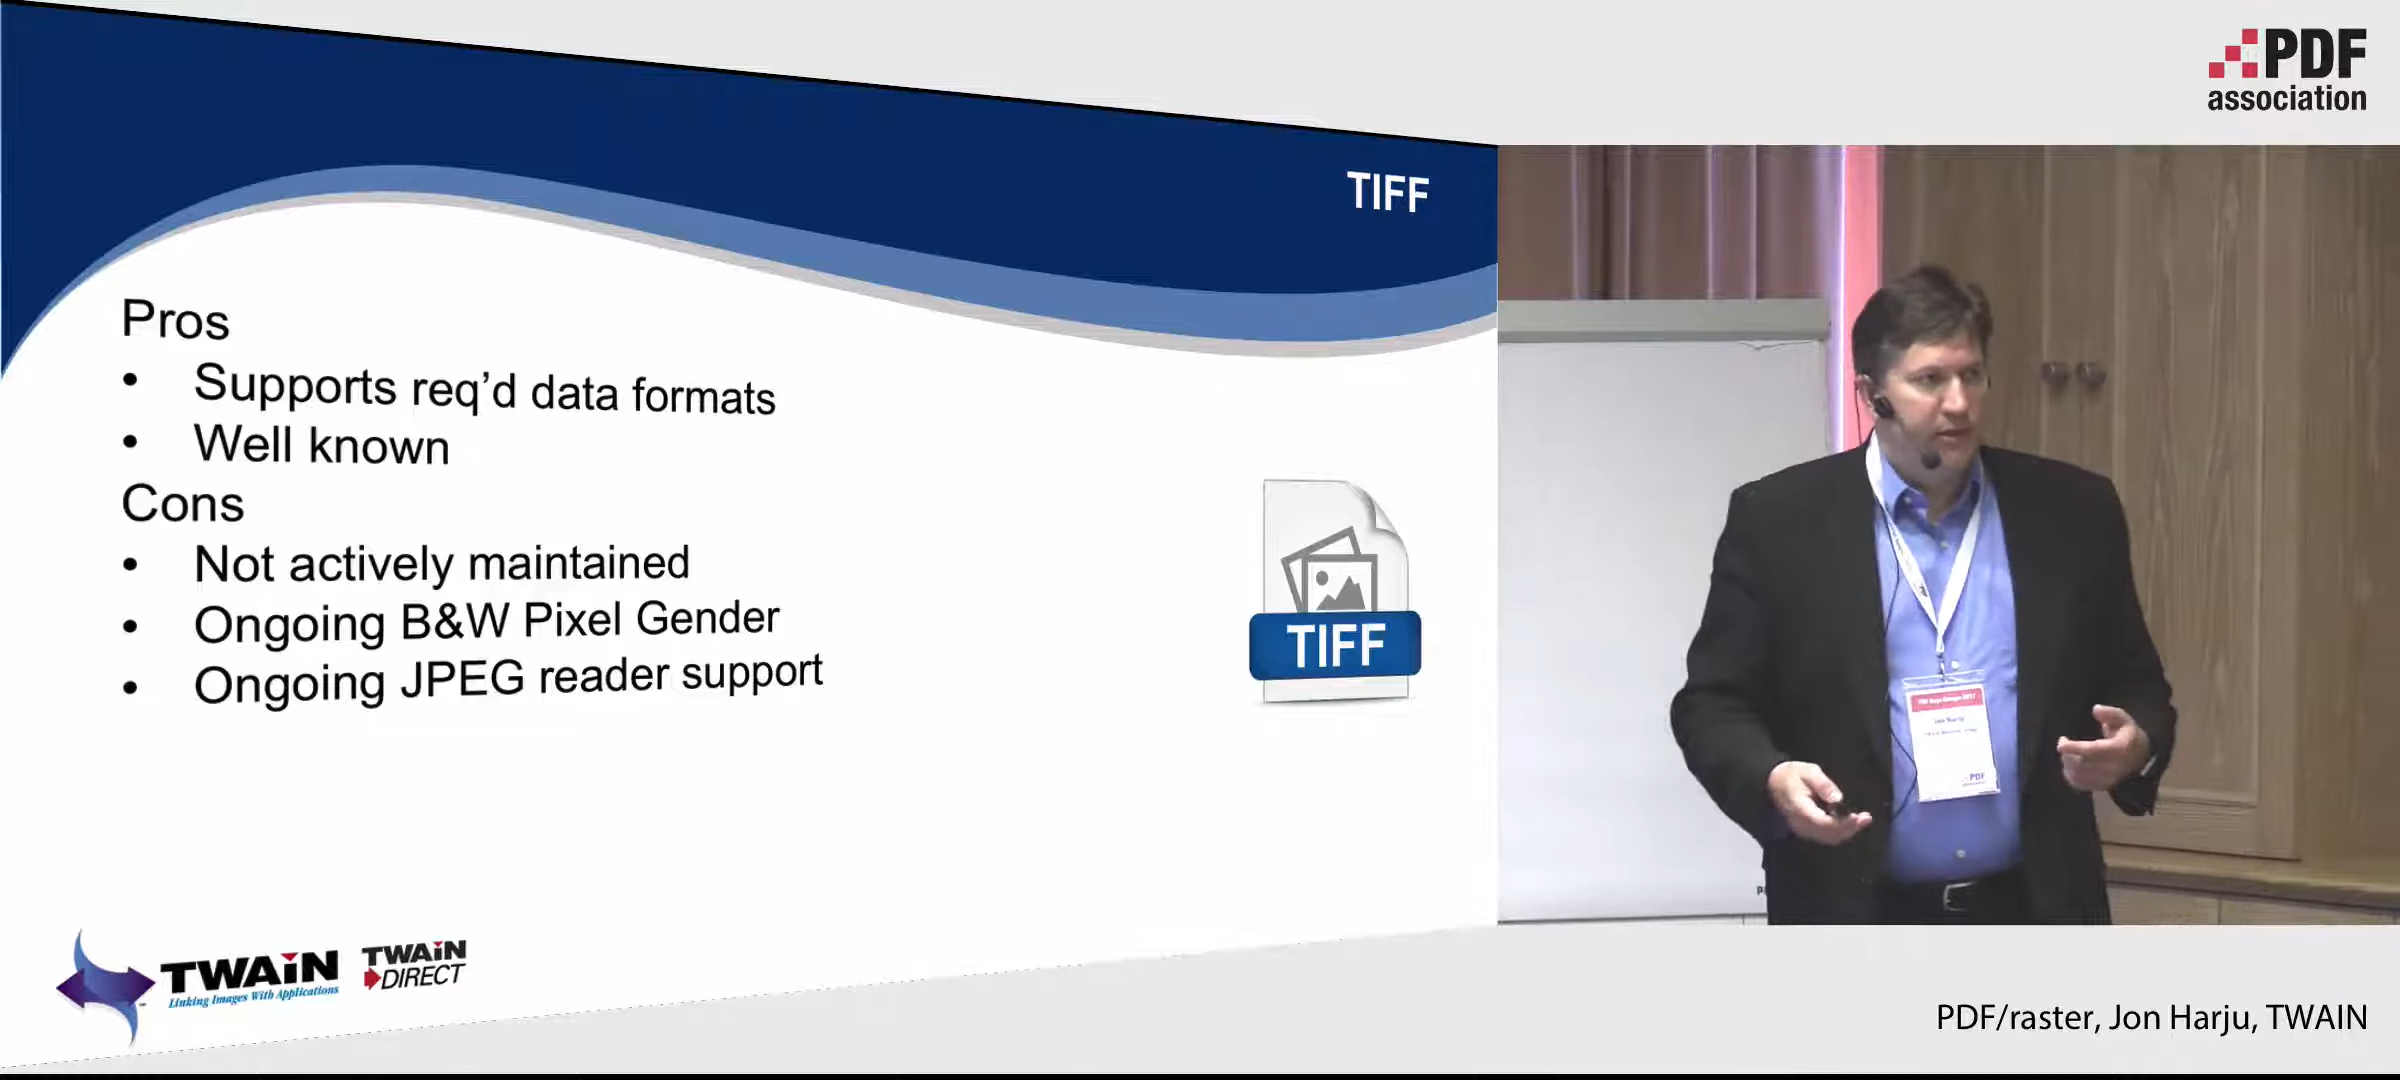 PDF
association
TIFF
Pros
• Supports req'd data formats
• Well known
Cons
• Not actively maintained
• Ongoing B&W Pixel Gender
• Ongoing JPEG reader support
TIFF
TWAIN
Linking Images With Applications
TWAIN
DIRECT
PDF
PDF/raster, Jon Harju, TWAIN